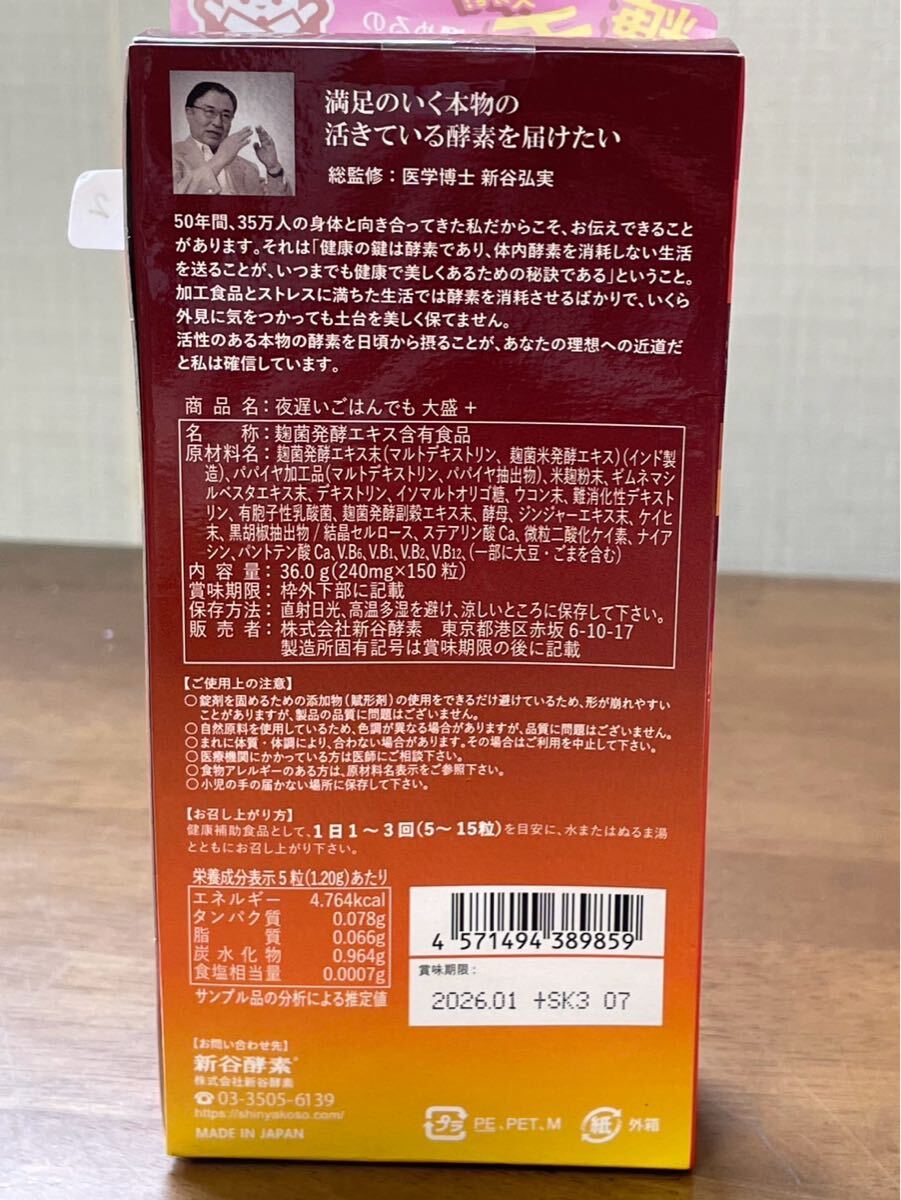 満足のいく本物の
活きている酵素を届けたい
総監修：医学博士 新谷弘実
50年間、35万人の身体と向き合ってきた私だからこそ、お伝えできること
があります。それは「健康の鍵は酵素であり、体内酵素を消耗しない生活
を送ることが、いつまでも健康で美しくあるための秘訣である」ということ。
加工食品とストレスに満ちた生活では酵素を消耗させるばかりで、いくら
外見に気をつかっても土台を美しく保てません。
活性のある本物の酵素を日頃から摂ることが、あなたの理想への近道だ
と私は確信しています。
商品名：夜遅いごはんでも 大盛＋
名称：麹菌発酵エキス含有食品
原材料名：麹菌発酵エキス末（マルトデキストリン、麹菌米発酵エキス）（インド製
造）、パパイヤ加工品（マルトデキストリン、パパイヤ抽出物）、米麹粉末、ギムネマシ
ルベスタエキス末、デキストリン、イソマルトオリゴ糖、ウコン末、難消化性デキスト
リン、有胞子性乳酸菌、麹菌発酵副穀エキス末、酵母、ジンジャーエキス末、ケイヒ
末、黒胡椒抽出物／結晶セルロース、ステアリン酸Ca、微粒二酸化ケイ素、ナイア
シン、パントテン酸Ca、V.B6、V.B1、V.B2、V.B12、（一部に大豆・ごまを含む）
内容量：36.0g（240mg×150粒）
賞味期限：枠外下部に記載
保存方法：直射日光、高温多湿を避け、涼しいところに保存して下さい。
販売者：株式会社新谷酵素 東京都港区赤坂6-10-17
製造所固有記号は賞味期限の後に記載
【ご使用上の注意】
○錠剤を固めるための添加物（賦形剤）の使用をできるだけ避けているため、形が崩れやすい
ことがありますが、製品の品質に問題はございません。
○自然原料を使用しているため、色調が異なる場合がありますが、品質に問題はございません。
○まれに体質・体調により、合わない場合があります。その場合はご利用を中止して下さい。
○医療機関にかかっている方は医師にご相談下さい。
○食物アレルギーのある方は、原材料名表示をご参照下さい。
○小児の手の届かない場所に保存して下さい。
【お召し上がり方】
健康補助食品として、1日1〜3回（5〜15粒）を目安に、水またはぬるま湯
とともにお召し上がり下さい。
栄養成分表示5粒（1.20g）あたり
エネルギー 4.764kcal
タンパク質 0.078g
脂質 0.066g
炭水化物 0.964g
食塩相当量 0.0007g
サンプル品の分析による推定値
4 571494 389859
賞味期限：
2026.01 +SK3 07
【お問い合わせ先】
新谷酵素®
株式会社新谷酵素
☎03-3505-6139
https://shinyakoso.com/
MADE IN JAPAN
プラ PE、PET、M
紙 外箱